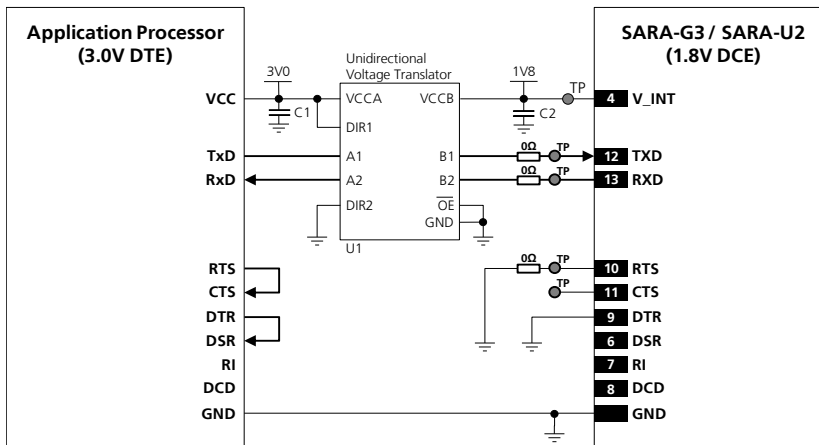 Application Processor
(3.0V DTE)
SARA-G3 / SARA-U2
(1.8V DCE)
Unidirectional
Voltage Translator
3V0
1V8
TP
VCC
C1
VCCA
VCCB
C2
4
V_INT
DIR1
TxD
A1
B1
0Ω
TP
12
TXD
RxD
A2
B2
0Ω
TP
13
RXD
DIR2
OE
GND
U1
RTS
0Ω
TP
10
RTS
CTS
TP
11
CTS
DTR
9
DTR
DSR
6
DSR
RI
7
RI
DCD
8
DCD
GND
GND